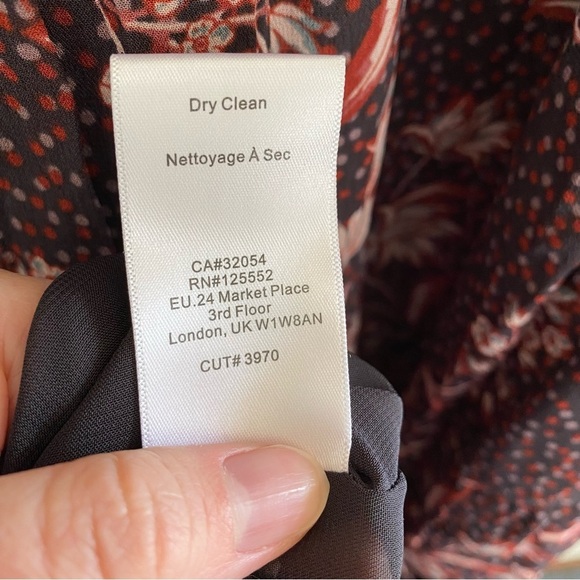 Dry Clean
Nettoyage À Sec
CA#32054
RN#125552
EU.24 Market Place
3rd Floor
London, UK W1W8AN
CUT# 3970